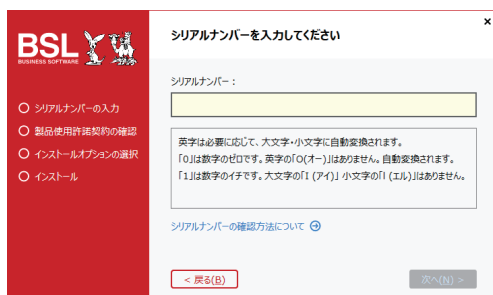 BSL
BUSINESS SOFTWARE
シリアルナンバーの入力
製品使用許諾契約の確認
インストールオプションの選択
インストール
×
シリアルナンバーを入力してください
シリアルナンバー：
英字は必要に応じて、大文字・小文字に自動変換されます。
「0」は数字のゼロです。英字の「O(オー)」はありません。自動変換されます。
「1」は数字のイチです。大文字の「I (アイ)」 小文字の「l (エル)」はありません。
シリアルナンバーの確認方法について
< 戻る(B)
次へ(N) >